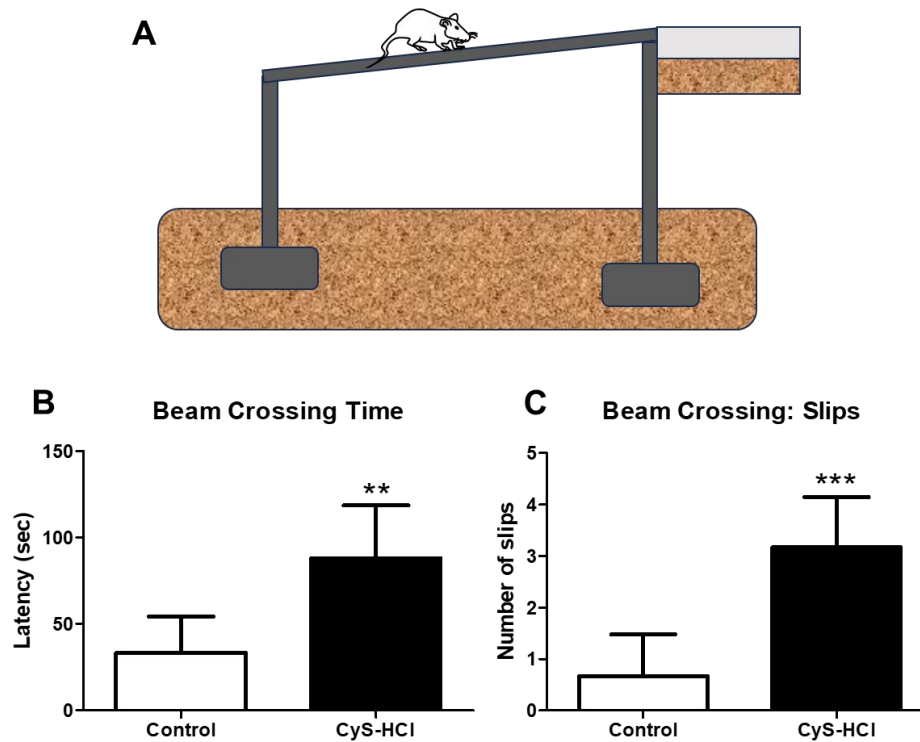 A
B
Beam Crossing Time
150
100
50
0
Latency (sec)
**
Control
CyS-HCl
C
Beam Crossing: Slips
5
4
3
2
1
0
Number of slips
***
Control
CyS-HCl